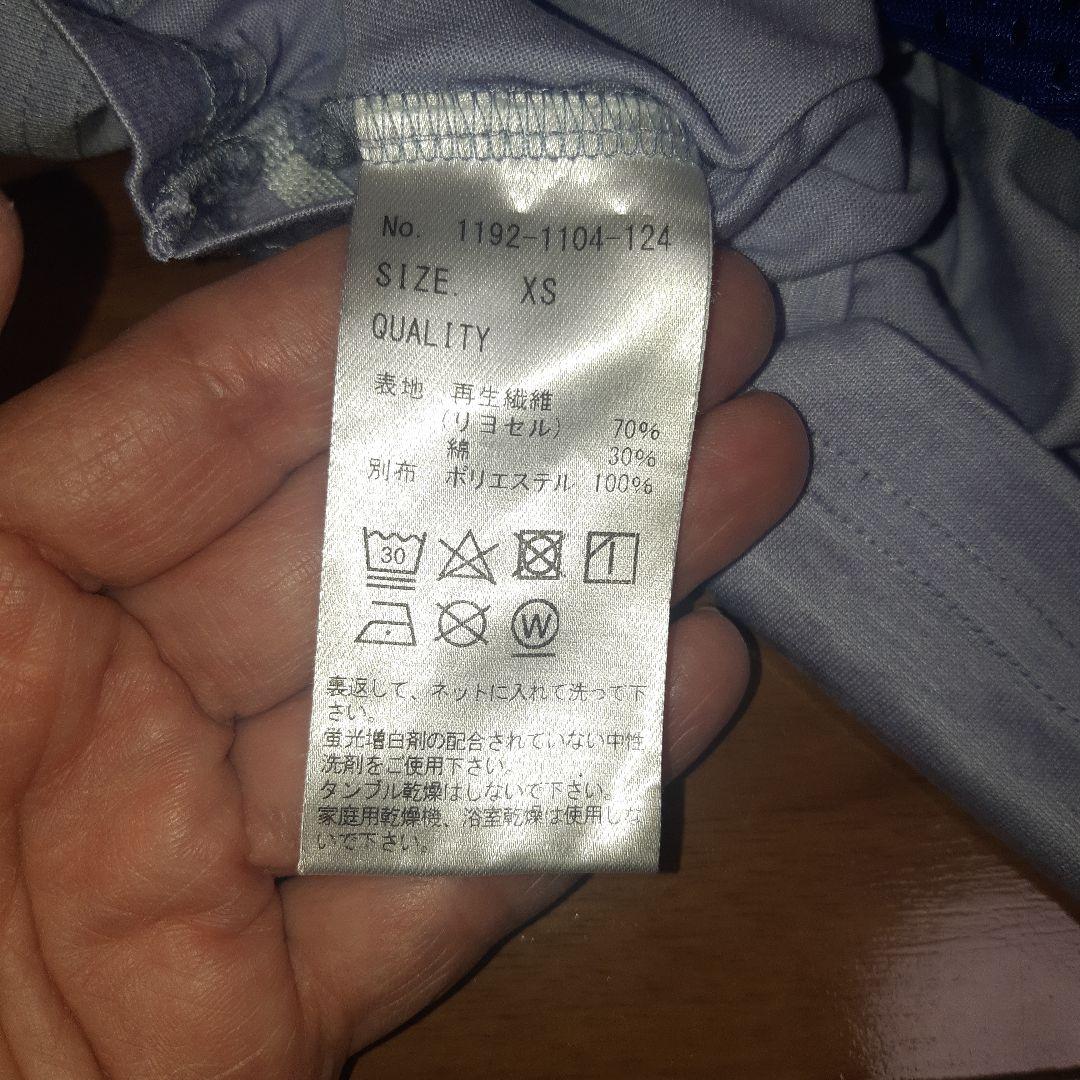 No. 1192-1104-124
SIZE. XS
QUALITY
表地 再生繊維
(リヨセル) 70%
綿 30%
別布 ポリエステル 100%
30
W
裏返して、ネットに入れて洗って下
さい。
蛍光増白剤の配合されていない中性
洗剤をご使用下さい。
タンブル乾燥はしないで下さい。
家庭用乾燥機、浴室乾燥は使用しな
いで下さい。